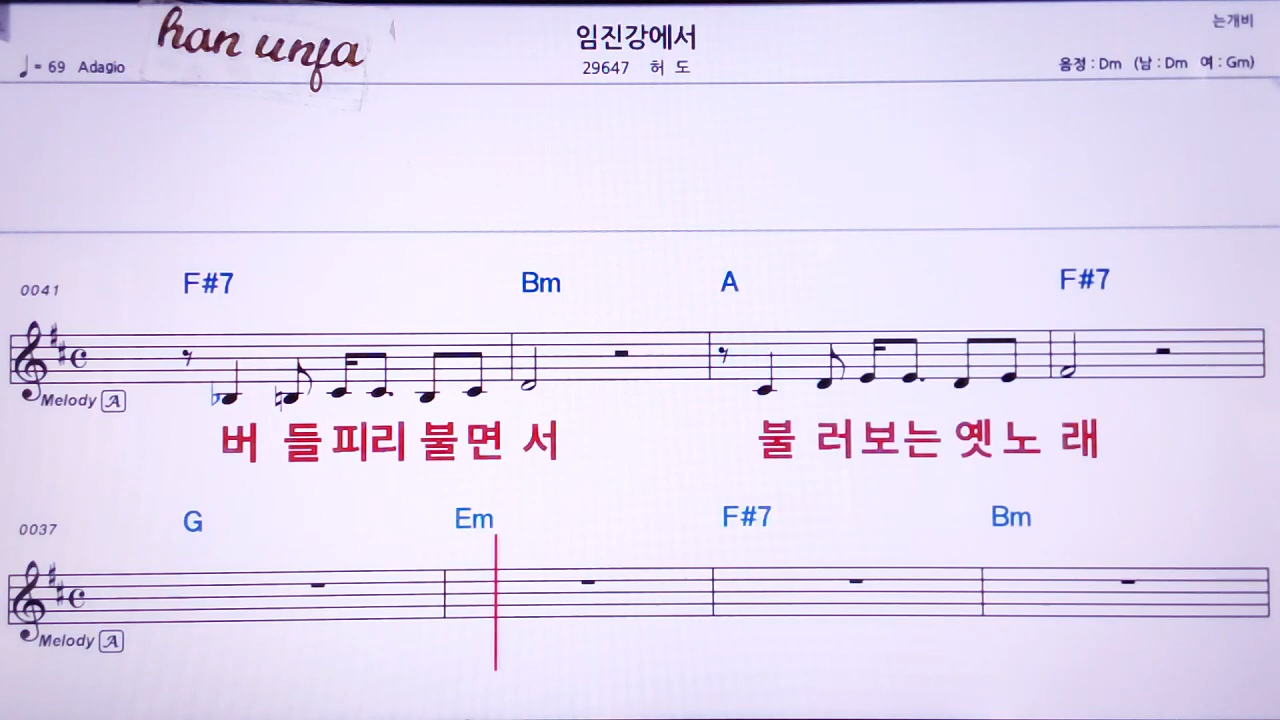 han unja
임진강에서
는개비
♩= 69 Adagio
29647 허 도
음정 : Dm (남 : Dm 여 : Gm)
F#7 Bm A F#7
0041
Melody A
버 들 피리 불 면 서 불 러 보 는 옛 노 래
G Em F#7 Bm
0037
Melody A